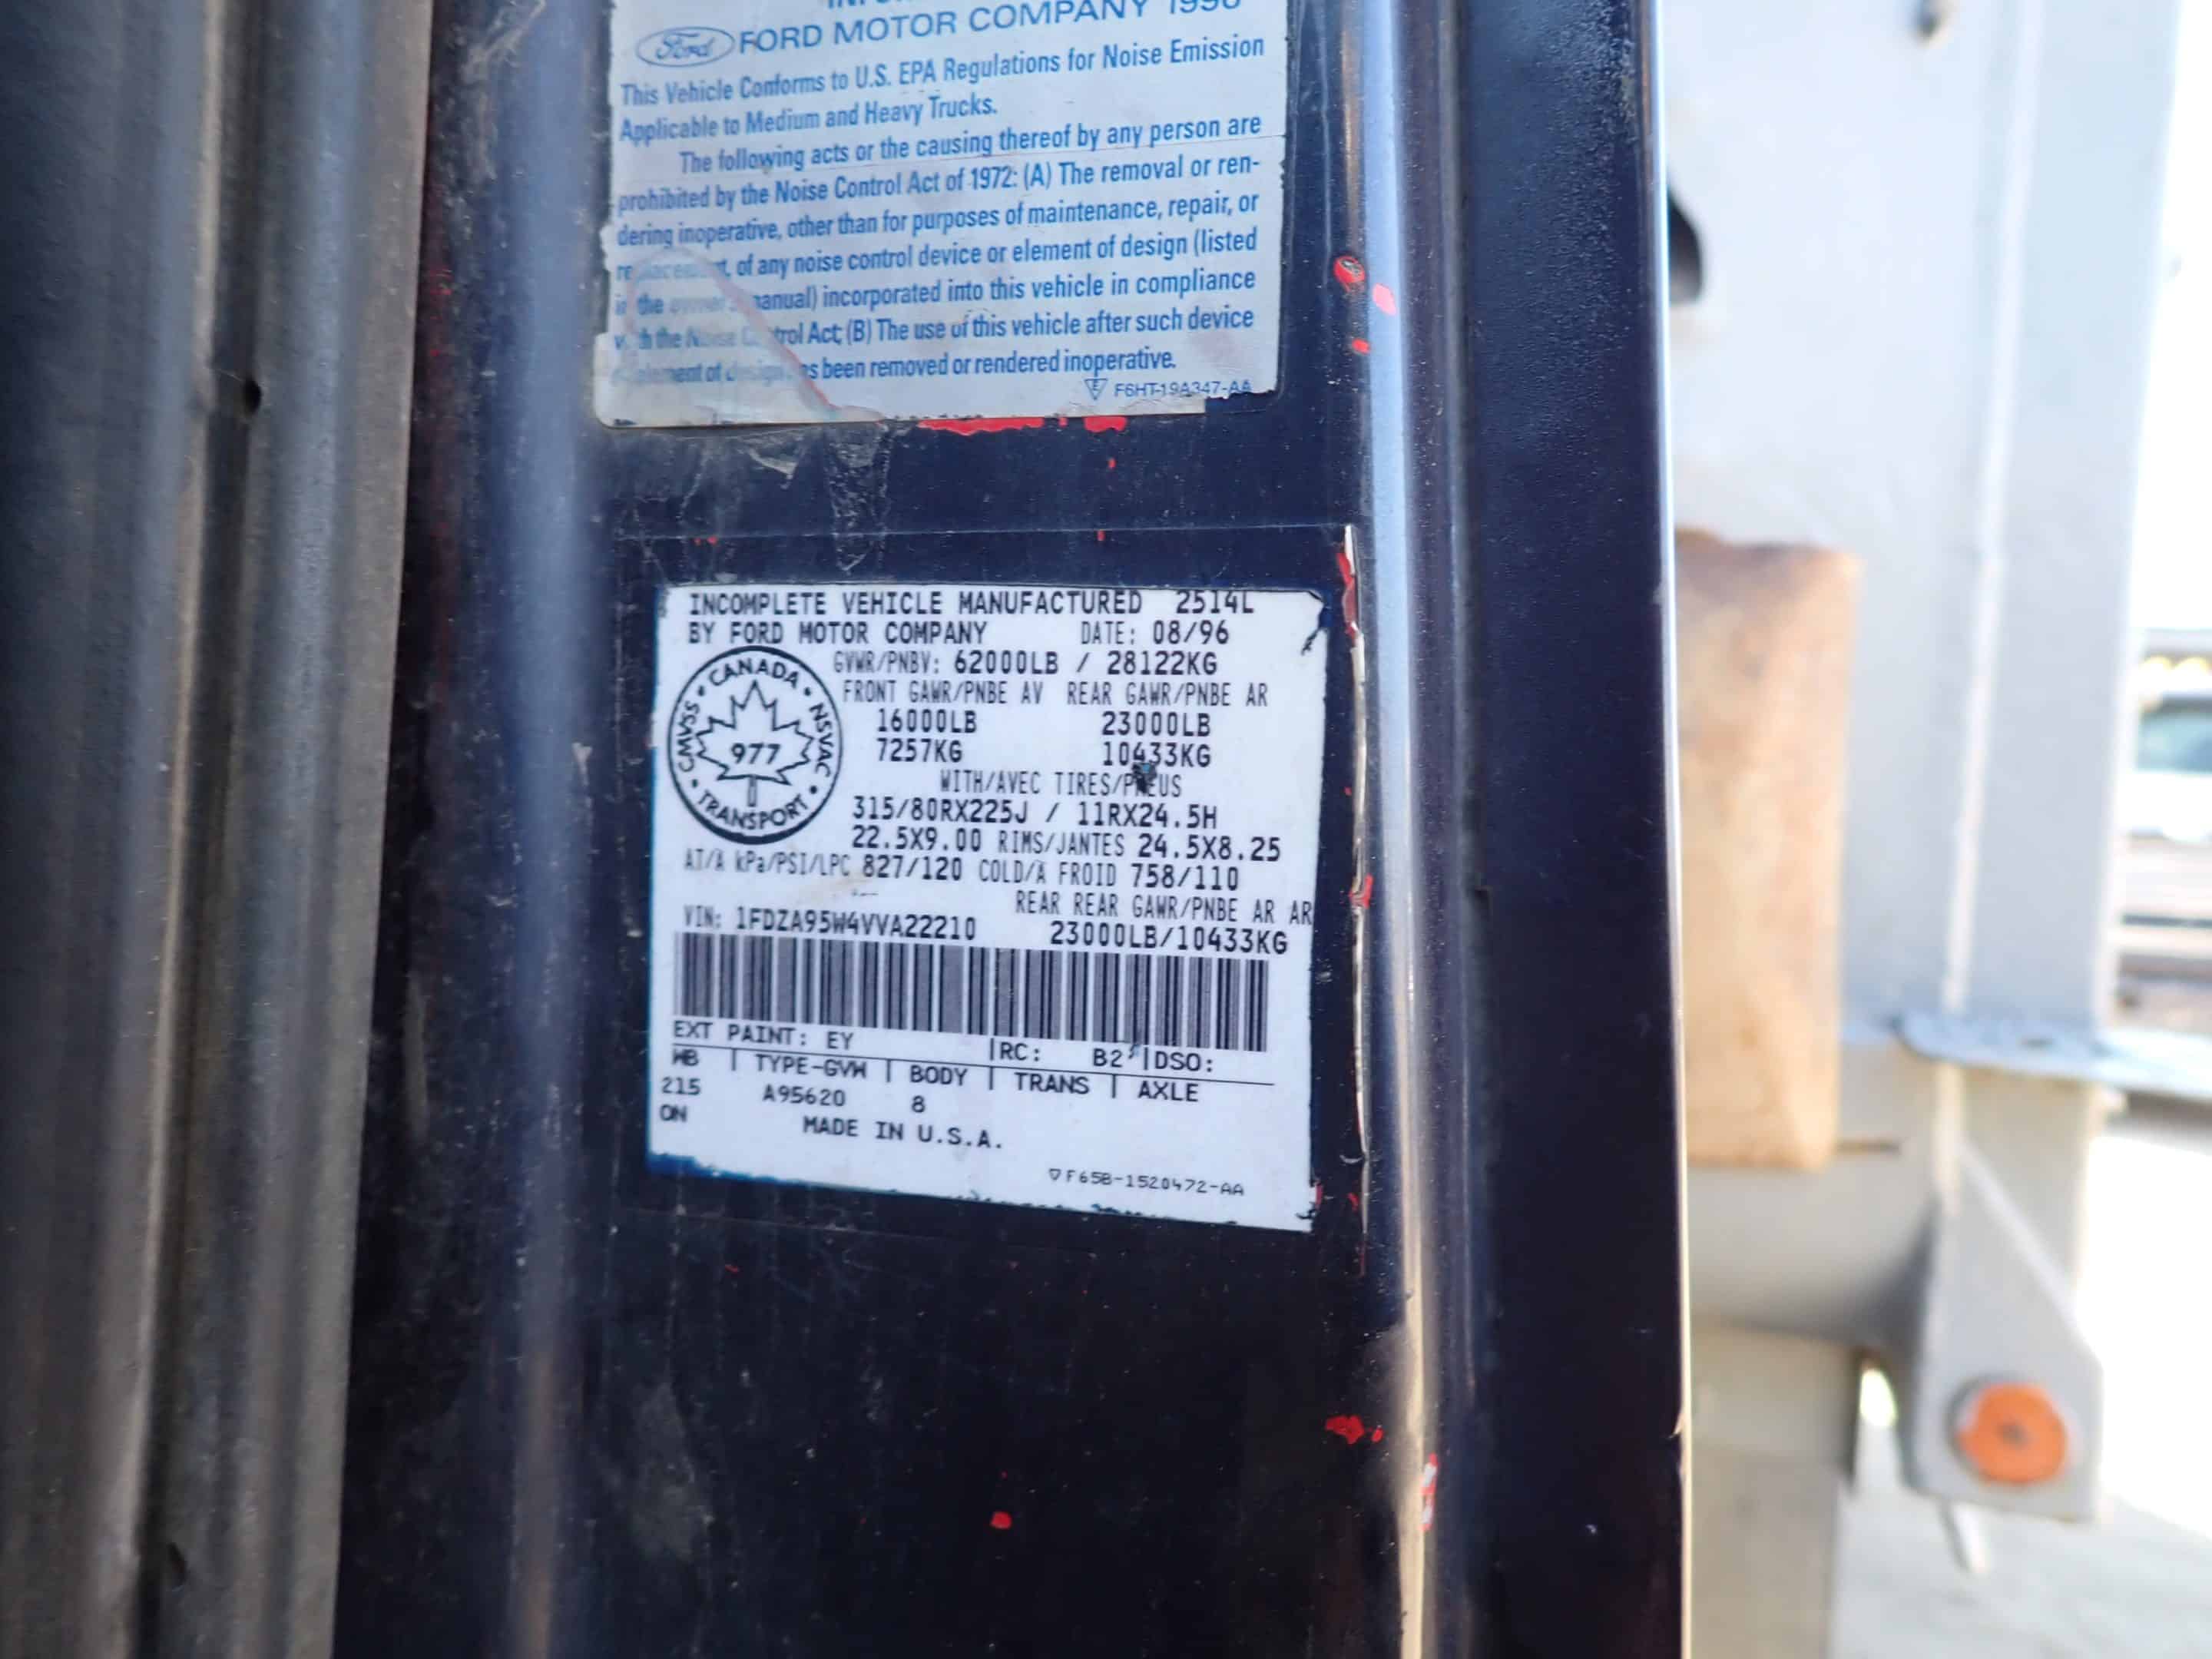 Ford FORD MOTOR COMPANY
This Vehicle Conforms to U.S. EPA Regulations for Noise Emission
Applicable to Medium and Heavy Trucks.
The following acts or the causing thereof by any person are
prohibited by the Noise Control Act of 1972: (A) The removal or ren-
dering inoperative, other than for purposes of maintenance, repair, or
of any noise control device or element of design (listed
the manual) incorporated into this vehicle in compliance
the Noise Control Act; (B) The use of this vehicle after such device
element of design has been removed or rendered inoperative.
F6HT-19A347-AA
INCOMPLETE VEHICLE MANUFACTURED 2514L
BY FORD MOTOR COMPANY DATE: 08/96
GVWR/PNBV: 62000LB / 28122KG
FRONT GAWR/PNBE AV REAR GAWR/PNBE AR
16000LB 23000LB
7257KG 10433KG
WITH/AVEC TIRES/PNEUS
315/80RX225J / 11RX24.5H
22.5X9.00 RIMS/JANTES 24.5X8.25
AT/A kPa/PSI/LPC 827/120 COLD/A FROID 758/110
REAR REAR GAWR/PNBE AR AR
VIN: 1FDZA95W4VVA22210 23000LB/10433KG
CANADA
CMVSS NSVAC
977
TRANSPORT
EXT PAINT: EY |RC: B2 |DSO:
WB | TYPE-GVW | BODY | TRANS | AXLE
215 A95620 8
ON MADE IN U.S.A.
F65B-1520472-AA